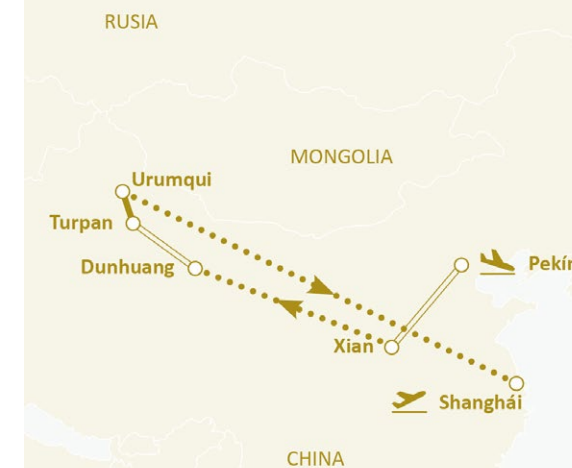 RUSIA
MONGOLIA
Urumqui
Turpan
Dunhuang
Pekín
Xian
Shanghái
CHINA